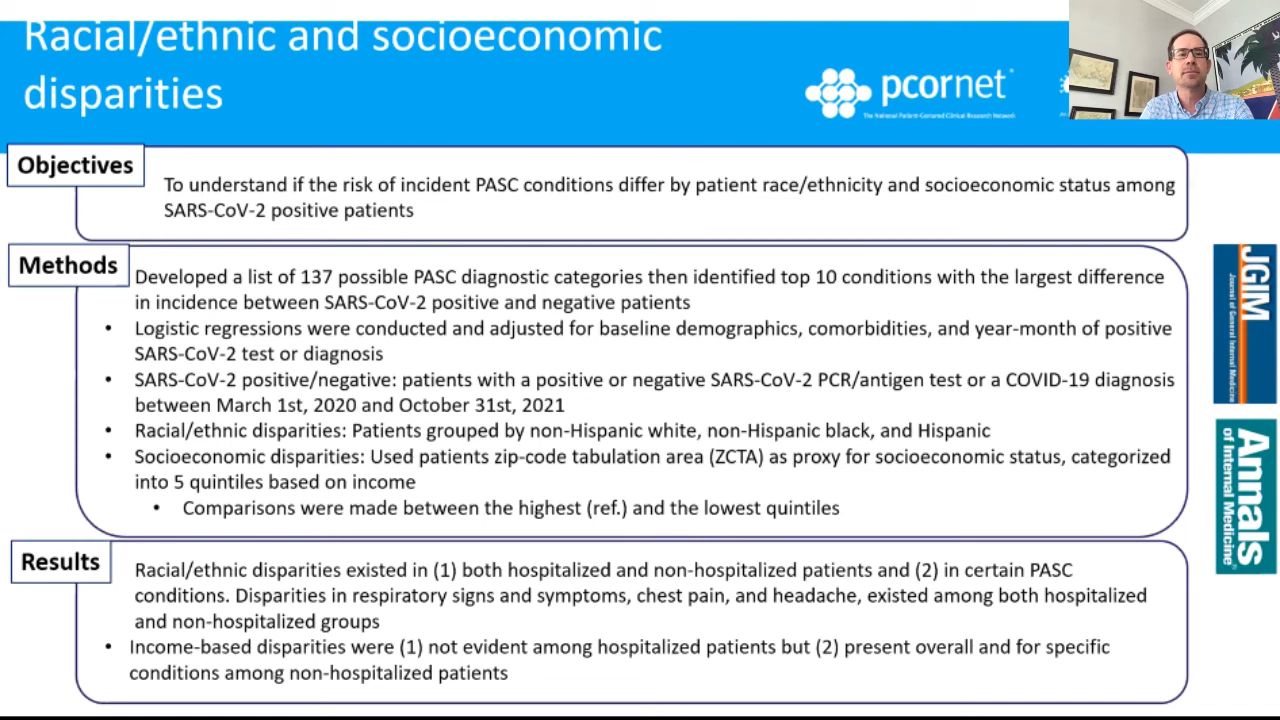 Racial/ethnic and socioeconomic
disparities
pcornet
The National Patient-Centered Clinical Research Network
Objectives
To understand if the risk of incident PASC conditions differ by patient race/ethnicity and socioeconomic status among
SARS-CoV-2 positive patients
Methods
Developed a list of 137 possible PASC diagnostic categories then identified top 10 conditions with the largest difference
in incidence between SARS-CoV-2 positive and negative patients
• Logistic regressions were conducted and adjusted for baseline demographics, comorbidities, and year-month of positive
SARS-CoV-2 test or diagnosis
• SARS-CoV-2 positive/negative: patients with a positive or negative SARS-CoV-2 PCR/antigen test or a COVID-19 diagnosis
between March 1st, 2020 and October 31st, 2021
• Racial/ethnic disparities: Patients grouped by non-Hispanic white, non-Hispanic black, and Hispanic
• Socioeconomic disparities: Used patients zip-code tabulation area (ZCTA) as proxy for socioeconomic status, categorized
into 5 quintiles based on income
• Comparisons were made between the highest (ref.) and the lowest quintiles
Results
Racial/ethnic disparities existed in (1) both hospitalized and non-hospitalized patients and (2) in certain PASC
conditions. Disparities in respiratory signs and symptoms, chest pain, and headache, existed among both hospitalized
and non-hospitalized groups
• Income-based disparities were (1) not evident among hospitalized patients but (2) present overall and for specific
conditions among non-hospitalized patients
JGIM
Journal of General Internal Medicine
Annals
of Internal Medicine®